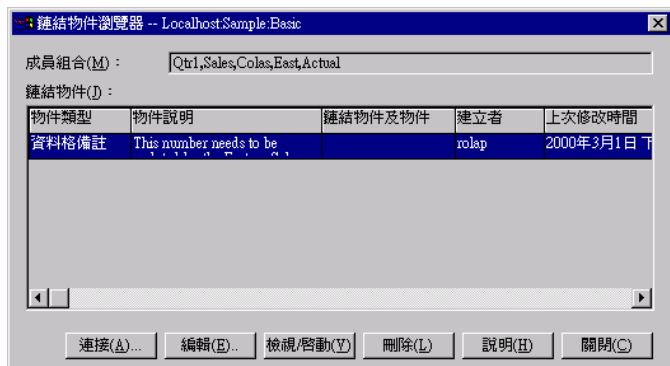 鏈結物件瀏覽器 -- Localhost:Sample:Basic
成員組合(M)：
Qtr1,Sales,Colas,East,Actual
鏈結物件(J)：
物件類型 物件說明 鏈結物件及物件 建立者 上次修改時間
資料格備註 This number needs to be rolap 2000年3月1日 下
連接(A)... 編輯(E).. 檢視/啓動(V) 刪除(L) 說明(H) 關閉(C)